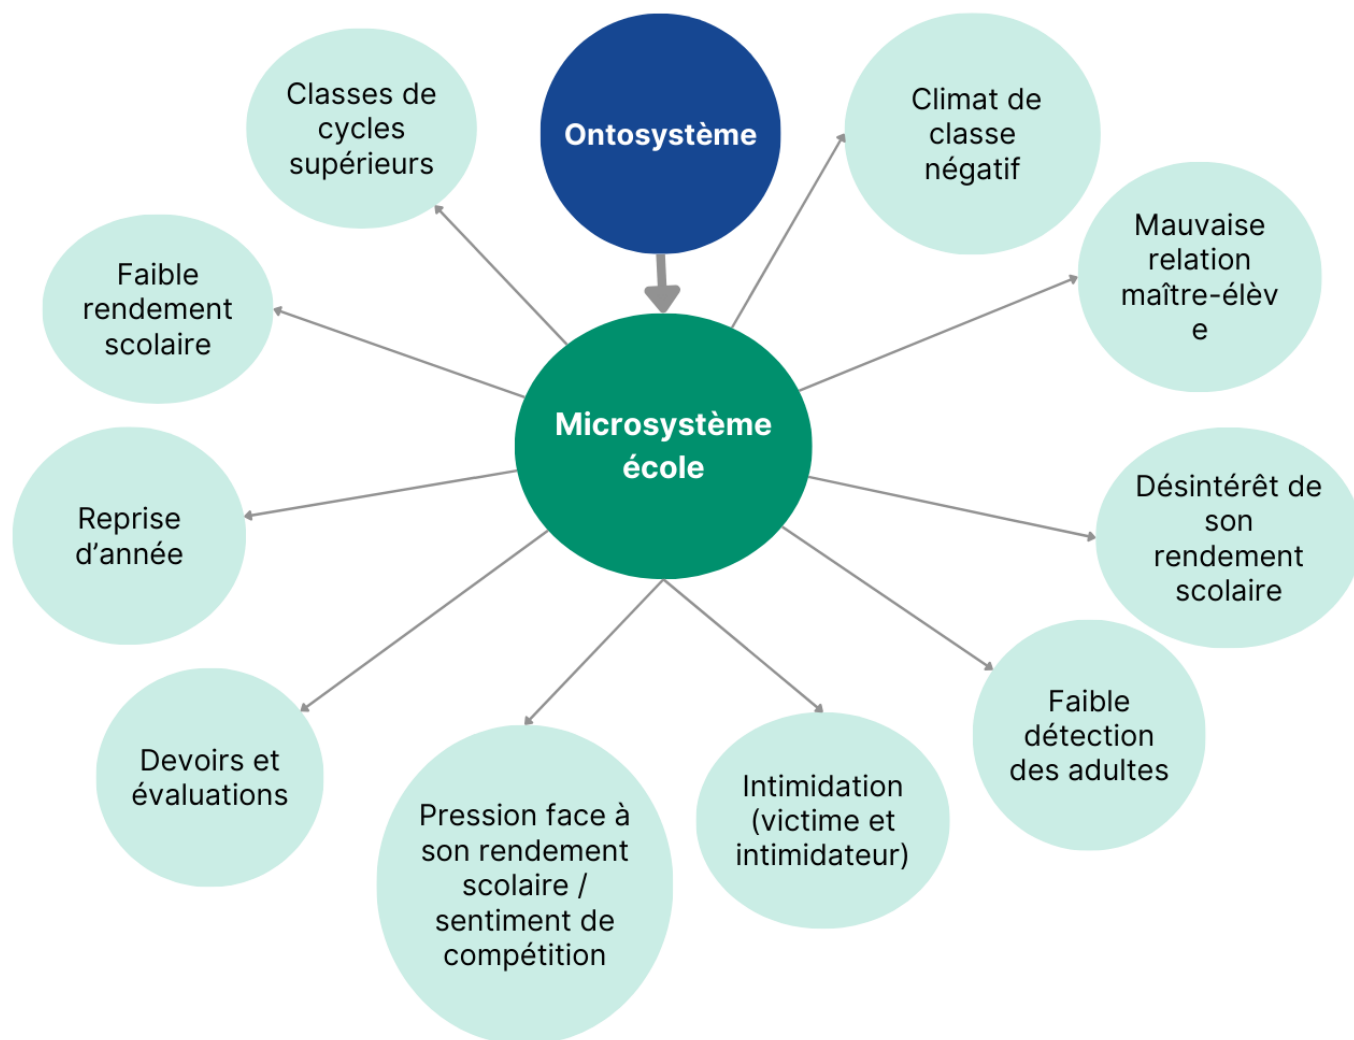 Classes de
cycles
supérieurs
Ontosystème
Climat de
classe
négatif
Mauvaise
relation
maître-élèv
e
Faible
rendement
scolaire
Microsystème
école
Désintérêt de
son
rendement
scolaire
Reprise
d’année
Faible
détection
des adultes
Devoirs et
évaluations
Intimidation
(victime et
intimidateur)
Pression face à
son rendement
scolaire /
sentiment de
compétition